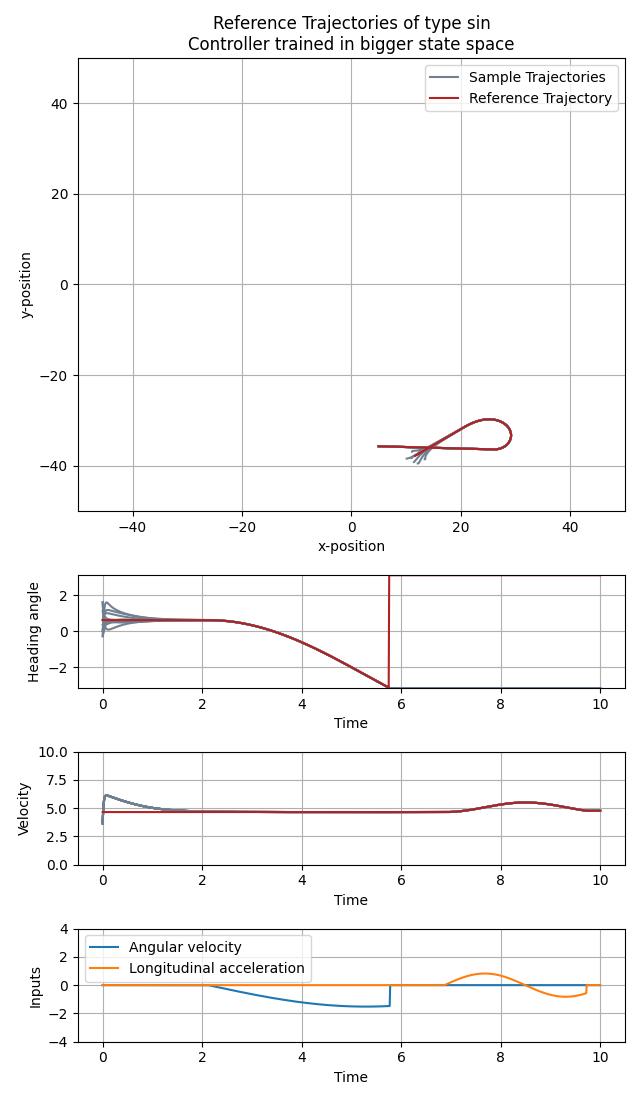 Reference Trajectories of type sin
Controller trained in bigger state space
Sample Trajectories
Reference Trajectory
40
20
0
−20
−40
y-position
−40 −20 0 20 40
x-position
2
0
−2
Heading angle
0 2 4 6 8 10
Time
10.0
7.5
5.0
2.5
0.0
Velocity
0 2 4 6 8 10
Time
Angular velocity
Longitudinal acceleration
4
2
0
−2
−4
Inputs
0 2 4 6 8 10
Time